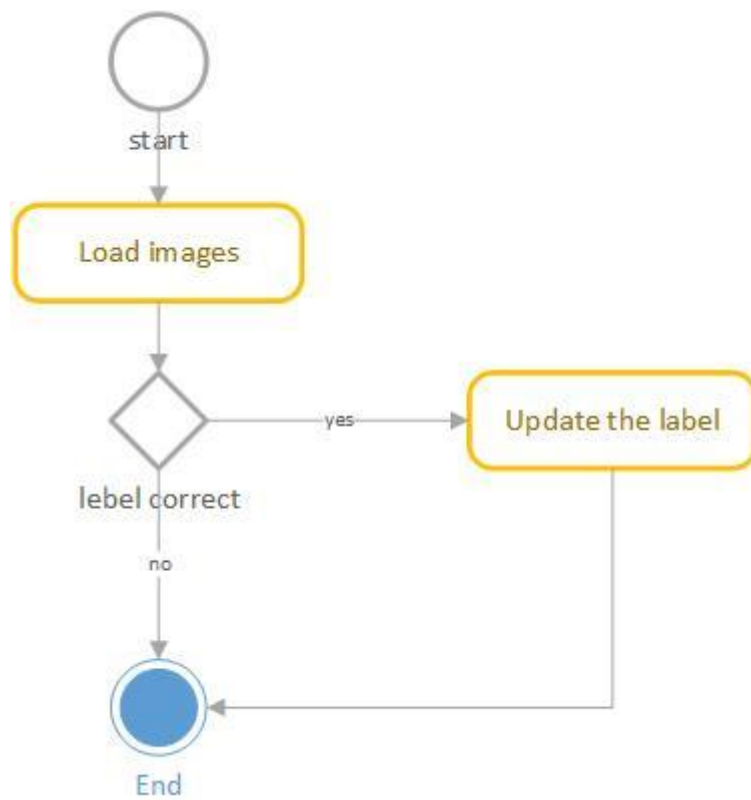 start
Load images
yes
Update the label
lebel correct
no
End